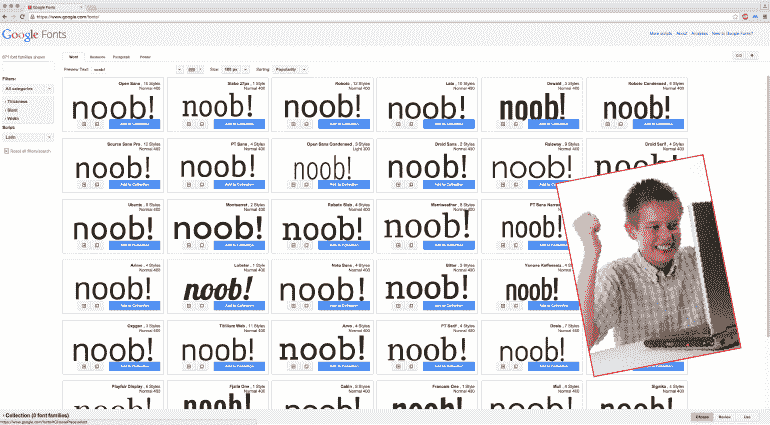 Google Fonts
https://www.google.com/fonts/
Google Fonts
More scripts About Analytics New to Google Fonts?
671 font families shown
Word Sentence Paragraph Poster
Preview Text: noob! Size: 100 px Sorting: Popularity
Filters:
All categories
Thickness
Slant
Width
Script:
Latin
Open Sans, 10 Styles
Normal 400
noob!
Add to Collection
Slabo 27px, 1 Style
Normal 400
noob!
Add to Collection
Roboto, 12 Styles
Normal 400
noob!
Add to Collection
Lato, 10 Styles
Normal 400
noob!
Add to Collection
Oswald, 3 Styles
Normal 400
noob!
Add to Collection
Roboto Condensed, 6 Styles
Normal 400
noob!
Add to Collection
Source Sans Pro, 12 Styles
Normal 400
noob!
Add to Collection
PT Sans, 4 Styles
Normal 400
noob!
Add to Collection
Open Sans Condensed, 3 Styles
Light 300
noob!
Add to Collection
Droid Sans, 2 Styles
Normal 400
noob!
Add to Collection
Raleway, 9 Styles
Normal 400
noob!
Droid Serif, 4 Styles
Normal 400
noob!
Ubuntu, 8 Styles
Normal 400
noob!
Add to Collection
Montserrat, 2 Styles
Normal 400
noob!
Add to Collection
Roboto Slab, 4 Styles
Normal 400
noob!
Add to Collection
Merriweather, 8 Styles
Normal 400
noob!
Add to Collection
PT Sans Narrow
noob!
Arimo, 4 Styles
Normal 400
noob!
Add to Collection
Lobster, 1 Style
Normal 400
noob!
Add to Collection
Noto Sans, 4 Styles
Normal 400
noob!
Add to Collection
Bitter, 3 Styles
Normal 400
noob!
Add to Collection
Yanone Kaffeesatz, 4
noob!
Add to Collection
Oxygen, 3 Styles
Normal 400
noob!
Add to Collection
Titillium Web, 11 Styles
Normal 400
noob!
Add to Collection
Arvo, 4 Styles
Normal 400
noob!
Add to Collection
PT Serif, 4 Styles
Normal 400
noob!
Add to Collection
Dosis, 7 Styles
Normal 400
noob!
Add to Collection
Playfair Display, 6 Styles
Normal 400
noob!
Fjalla One, 1 Styles
Normal 400
noob!
Cabin, 8 Styles
Normal 400
noob!
Francois One, 1 Styles
Normal 400
noob!
Muli, 4 Styles
Normal 400
noob!
Signika, 4 Styles
Normal 400
noob!
Collection (0 font families)
Choose Review Use